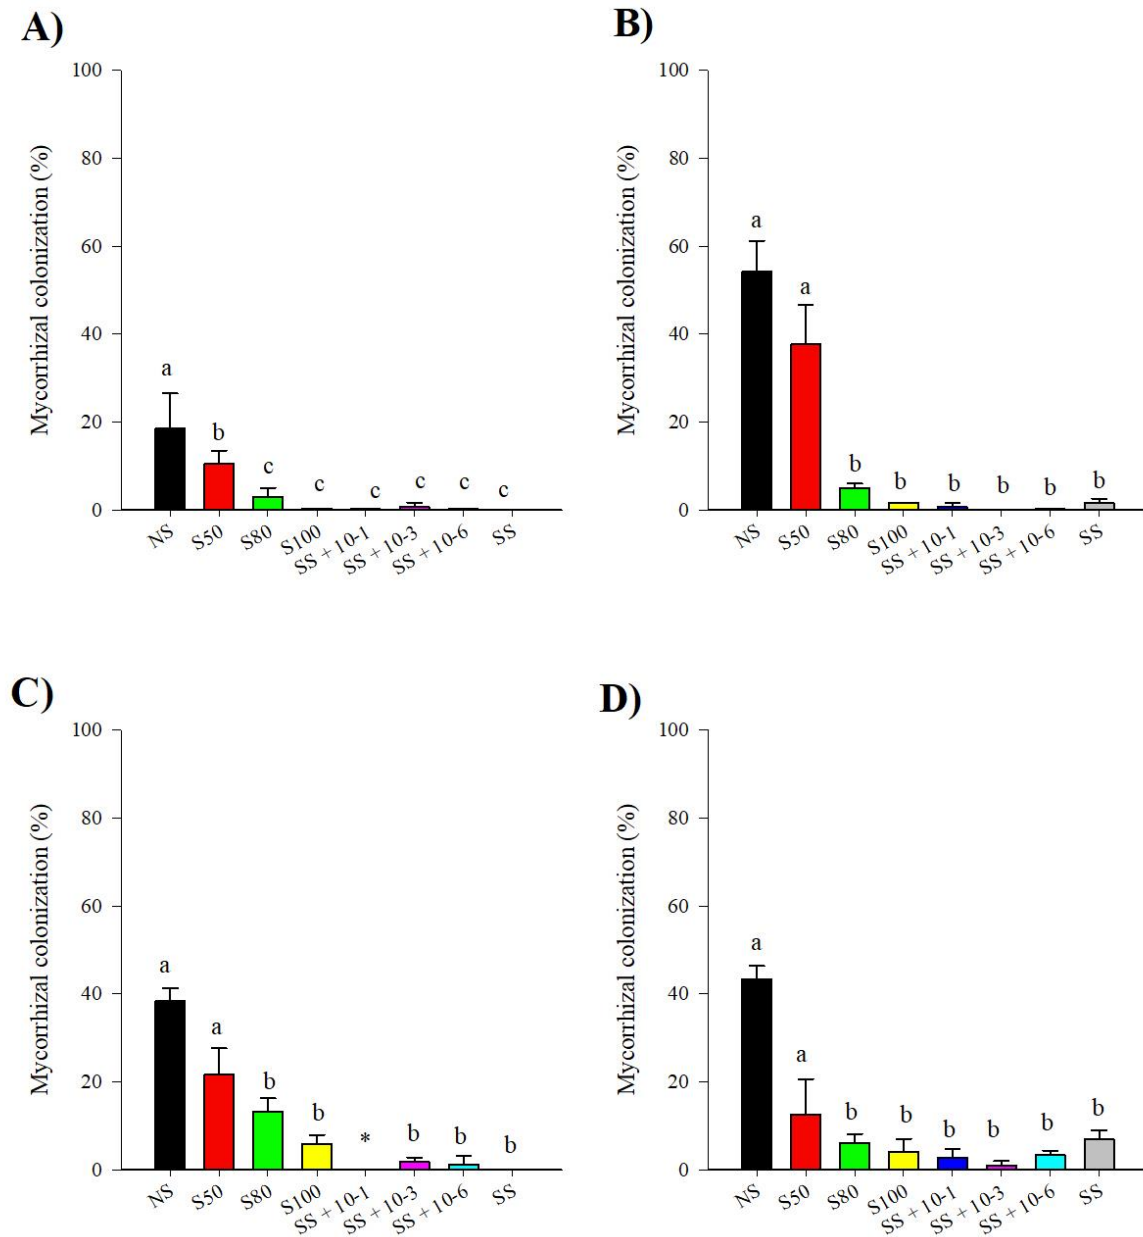 A)
Mycorrhizal colonization (%)
100
80
60
40
20
0
a
b
c
c
c
c
c
c
NS
S50
S80
S100
SS + 10-1
SS + 10-3
SS + 10-6
SS
B)
Mycorrhizal colonization (%)
100
80
60
40
20
0
a
a
b
b
b
b
b
b
NS
S50
S80
S100
SS + 10-1
SS + 10-3
SS + 10-6
SS
C)
Mycorrhizal colonization (%)
100
80
60
40
20
0
a
a
b
b
*
b
b
b
NS
S50
S80
S100
SS + 10-1
SS + 10-3
SS + 10-6
SS
D)
Mycorrhizal colonization (%)
100
80
60
40
20
0
a
a
b
b
b
b
b
b
NS
S50
S80
S100
SS + 10-1
SS + 10-3
SS + 10-6
SS